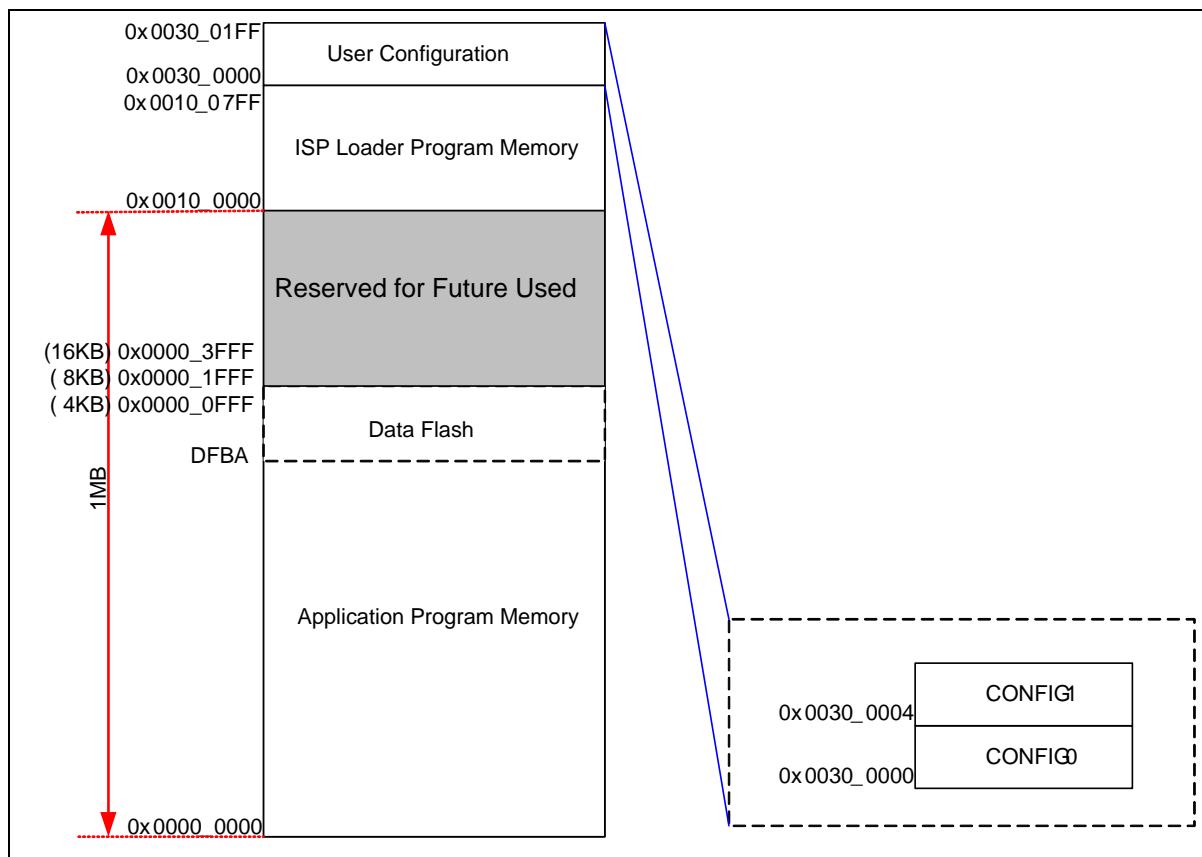 0x0030_01FF
User Configuration
0x0030_0000
0x0010_07FF
ISP Loader Program Memory
0x0010_0000
Reserved for Future Used
(16KB) 0x0000_3FFF
( 8KB) 0x0000_1FFF
( 4KB) 0x0000_0FFF
Data Flash
DFBA
1MB
Application Program Memory
0x0000_0000
CONFIG1
0x0030_0004
CONFIG0
0x0030_0000